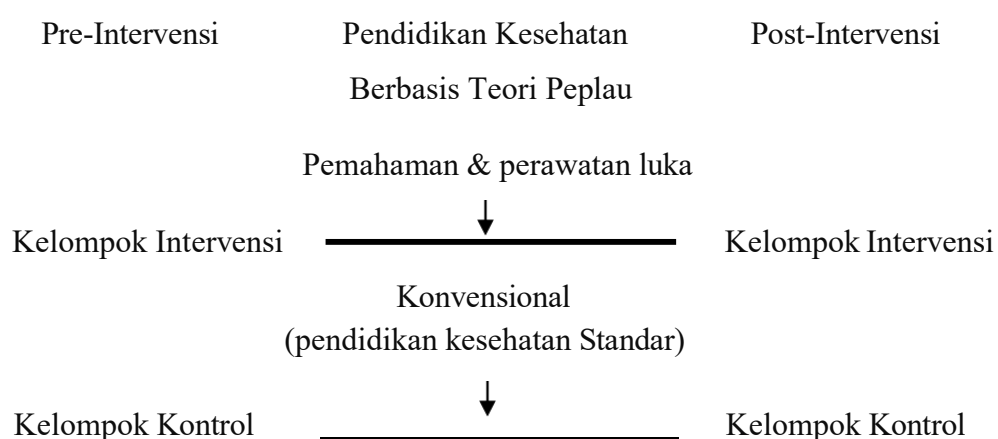 Pre-Intervensi Pendidikan Kesehatan Post-Intervensi
Berbasis Teori Peplau
Pemahaman & perawatan luka
Kelompok Intervensi Kelompok Intervensi
Konvensional
(pendidikan kesehatan Standar)
Kelompok Kontrol Kelompok Kontrol